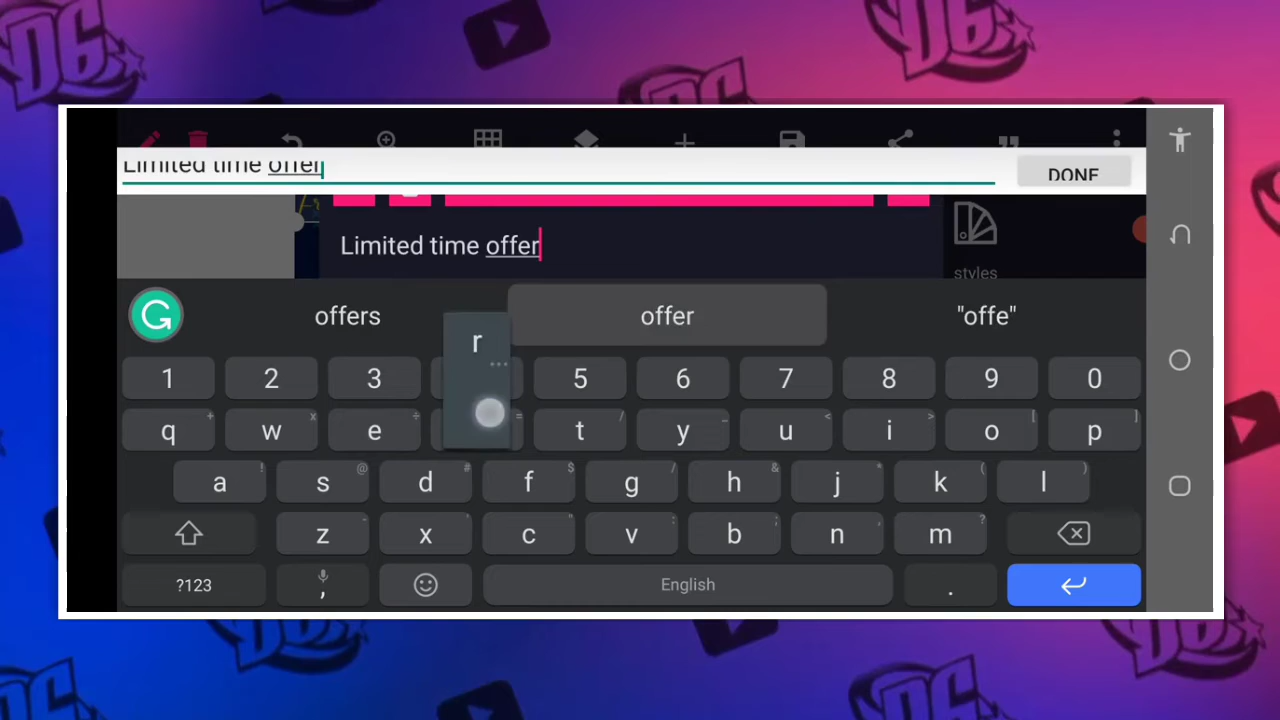 Limited time offer
DONE
Limited time offer
styles
offers offer "offe"
r
1 2 3 5 6 7 8 9 0
q + w x e ÷ = t / y _ u < i > o [ p ]
a ! s @ d # f $ g / h & j * k ( l )
z - x ' c " v : b ; n , m ?
?123 , English .